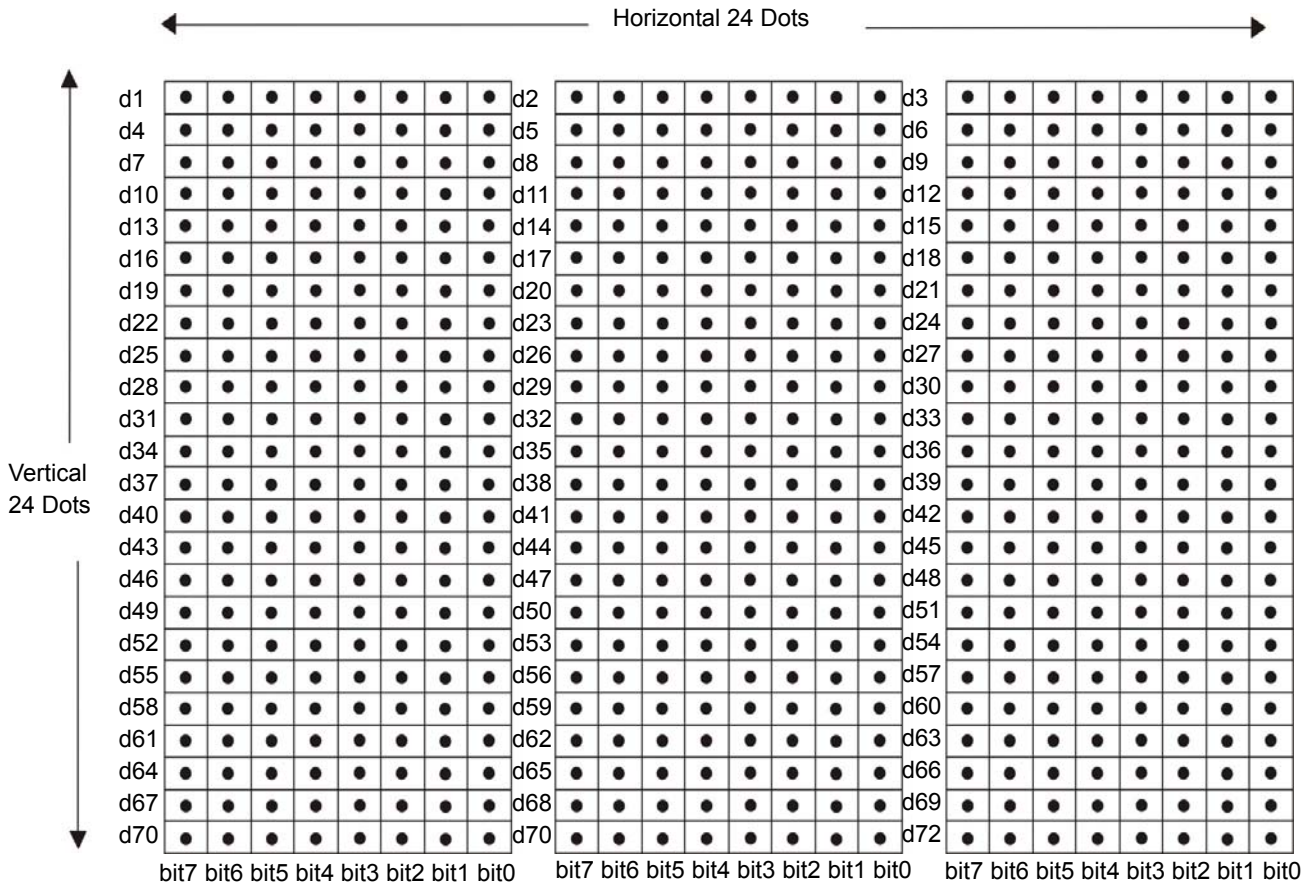 Horizontal 24 Dots
d1 d2 d3
d4 d5 d6
d7 d8 d9
d10 d11 d12
d13 d14 d15
d16 d17 d18
d19 d20 d21
d22 d23 d24
d25 d26 d27
d28 d29 d30
d31 d32 d33
d34 d35 d36
Vertical
24 Dots
d37 d38 d39
d40 d41 d42
d43 d44 d45
d46 d47 d48
d49 d50 d51
d52 d53 d54
d55 d56 d57
d58 d59 d60
d61 d62 d63
d64 d65 d66
d67 d68 d69
d70 d70 d72
bit7 bit6 bit5 bit4 bit3 bit2 bit1 bit0 bit7 bit6 bit5 bit4 bit3 bit2 bit1 bit0 bit7 bit6 bit5 bit4 bit3 bit2 bit1 bit0